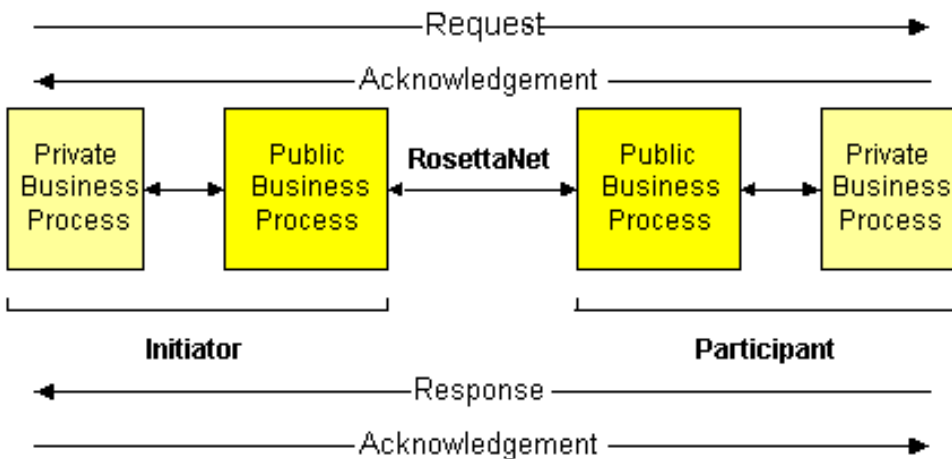 Request
Acknowledgement
Private
Business
Process
Public
Business
Process
RosettaNet
Public
Business
Process
Private
Business
Process
Initiator
Participant
Response
Acknowledgement